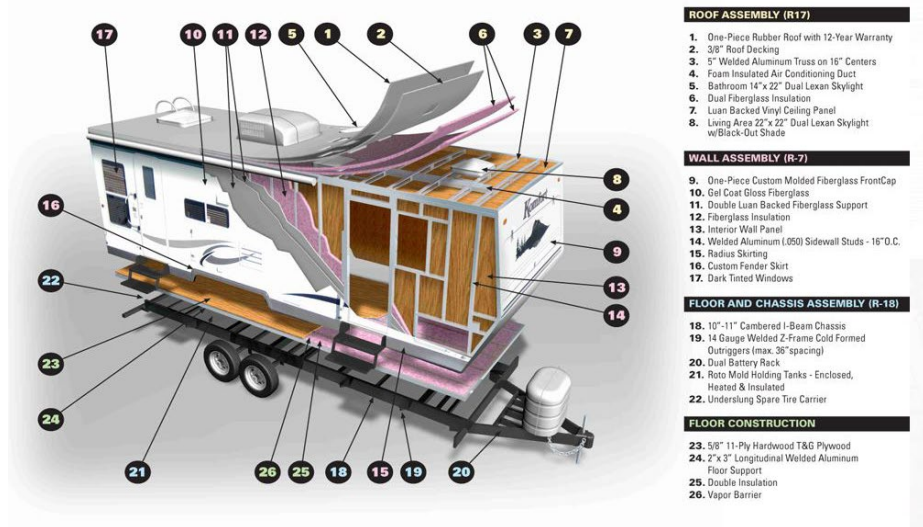 17
10
11
12
5
1
2
6
3
7
16
8
4
9
22
13
14
23
24
21
26
25
18
15
19
20
ROOF ASSEMBLY (R17)
1. One-Piece Rubber Roof with 12-Year Warranty
2. 3/8" Roof Decking
3. 5" Welded Aluminum Truss on 16" Centers
4. Foam Insulated Air Conditioning Duct
5. Bathroom 14"x 22" Dual Lexan Skylight
6. Dual Fiberglass Insulation
7. Luan Backed Vinyl Ceiling Panel
8. Living Area 22"x 22" Dual Lexan Skylight
w/Black-Out Shade
WALL ASSEMBLY (R-7)
9. One-Piece Custom Molded Fiberglass FrontCap
10. Gel Coat Gloss Fiberglass
11. Double Luan Backed Fiberglass Support
12. Fiberglass Insulation
13. Interior Wall Panel
14. Welded Aluminum (.050) Sidewall Studs - 16"O.C.
15. Radius Skirting
16. Custom Fender Skirt
17. Dark Tinted Windows
FLOOR AND CHASSIS ASSEMBLY (R-18)
18. 10"-11" Cambered I-Beam Chassis
19. 14 Gauge Welded Z-Frame Cold Formed
Outriggers (max. 36"spacing)
20. Dual Battery Rack
21. Roto Mold Holding Tanks - Enclosed,
Heated & Insulated
22. Underslung Spare Tire Carrier
FLOOR CONSTRUCTION
23. 5/8" 11-Ply Hardwood T&G Plywood
24. 2"x 3" Longitudinal Welded Aluminum
Floor Support
25. Double Insulation
26. Vapor Barrier